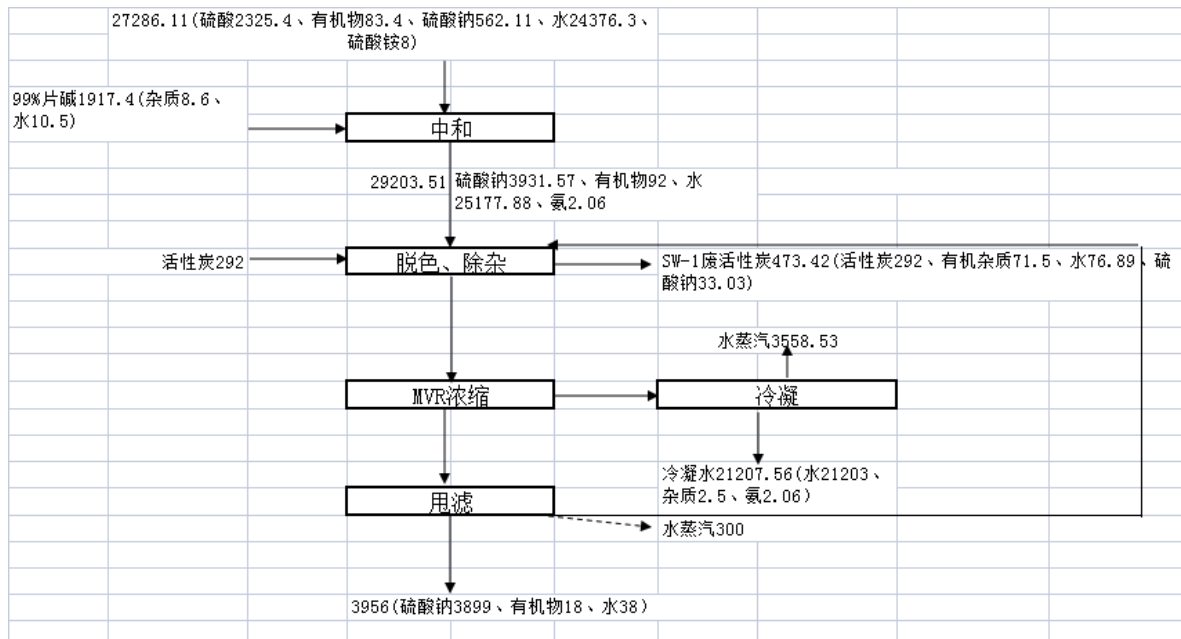 27286.11(硫酸2325.4、有机物83.4、硫酸钠562.11、水24376.3、
硫酸铵8)
99%片碱1917.4(杂质8.6、
水10.5)
中和
29203.51
硫酸钠3931.57、有机物92、水
25177.88、氨2.06
活性炭292
脱色、除杂
SW-1废活性炭473.42(活性炭292、有机杂质71.5、水76.89、硫
酸钠33.03)
水蒸汽3558.53
MVR浓缩
冷凝
冷凝水21207.56(水21203、
杂质2.5、氨2.06)
甩滤
水蒸汽300
3956(硫酸钠3899、有机物18、水38)